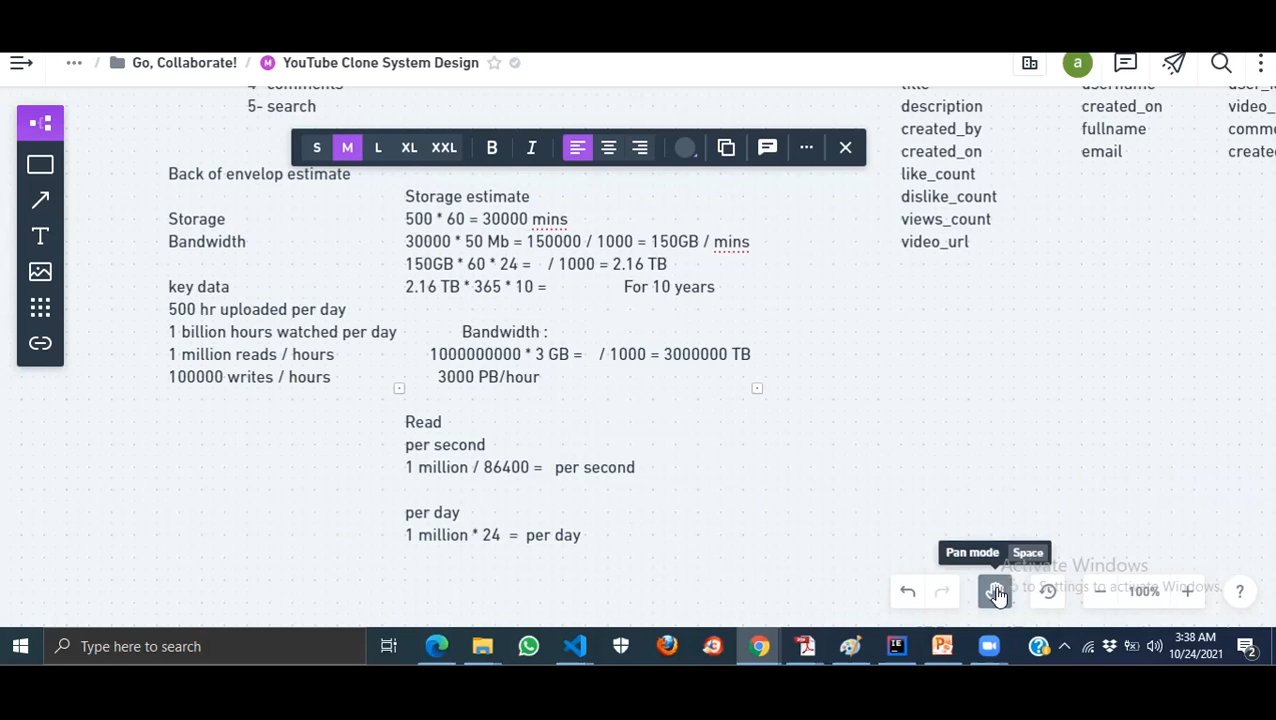 ... / Go, Collaborate! / M YouTube Clone System Design
a
4- comments
5- search
S M L XL XXL B I
Back of envelop estimate
Storage
Bandwidth
key data
500 hr uploaded per day
1 billion hours watched per day
1 million reads / hours
100000 writes / hours
Storage estimate
500 * 60 = 30000 mins
30000 * 50 Mb = 150000 / 1000 = 150GB / mins
150GB * 60 * 24 = / 1000 = 2.16 TB
2.16 TB * 365 * 10 = For 10 years
Bandwidth :
1000000000 * 3 GB = / 1000 = 3000000 TB
3000 PB/hour
Read
per second
1 million / 86400 = per second
per day
1 million * 24 = per day
title
description
created_by
created_on
like_count
dislike_count
views_count
video_url
username
created_on
fullname
email
video_
T
Pan mode Space
Activate Windows
to Settings to activate Windows.
100%
?
Type here to search
3:38 AM
10/24/2021
2